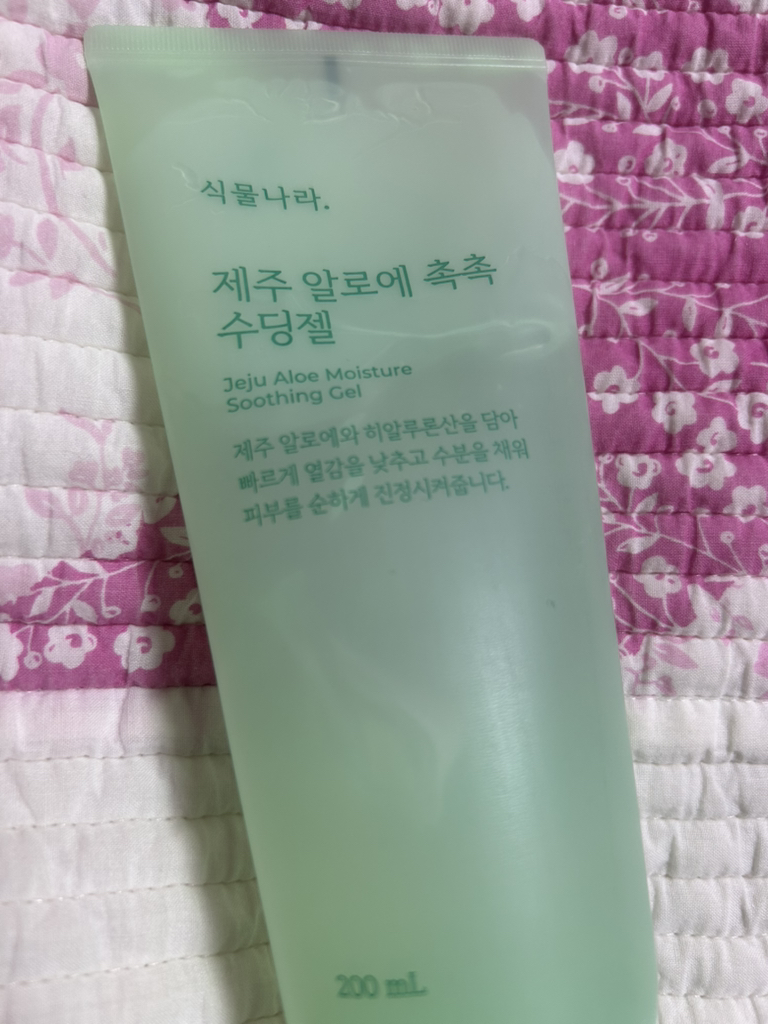 식물나라.
제주 알로에 촉촉
수딩젤
Jeju Aloe Moisture
Soothing Gel
제주 알로에와 히알루론산을 담아
빠르게 열감을 낮추고 수분을 채워
피부를 순하게 진정시켜줍니다.
200 mL